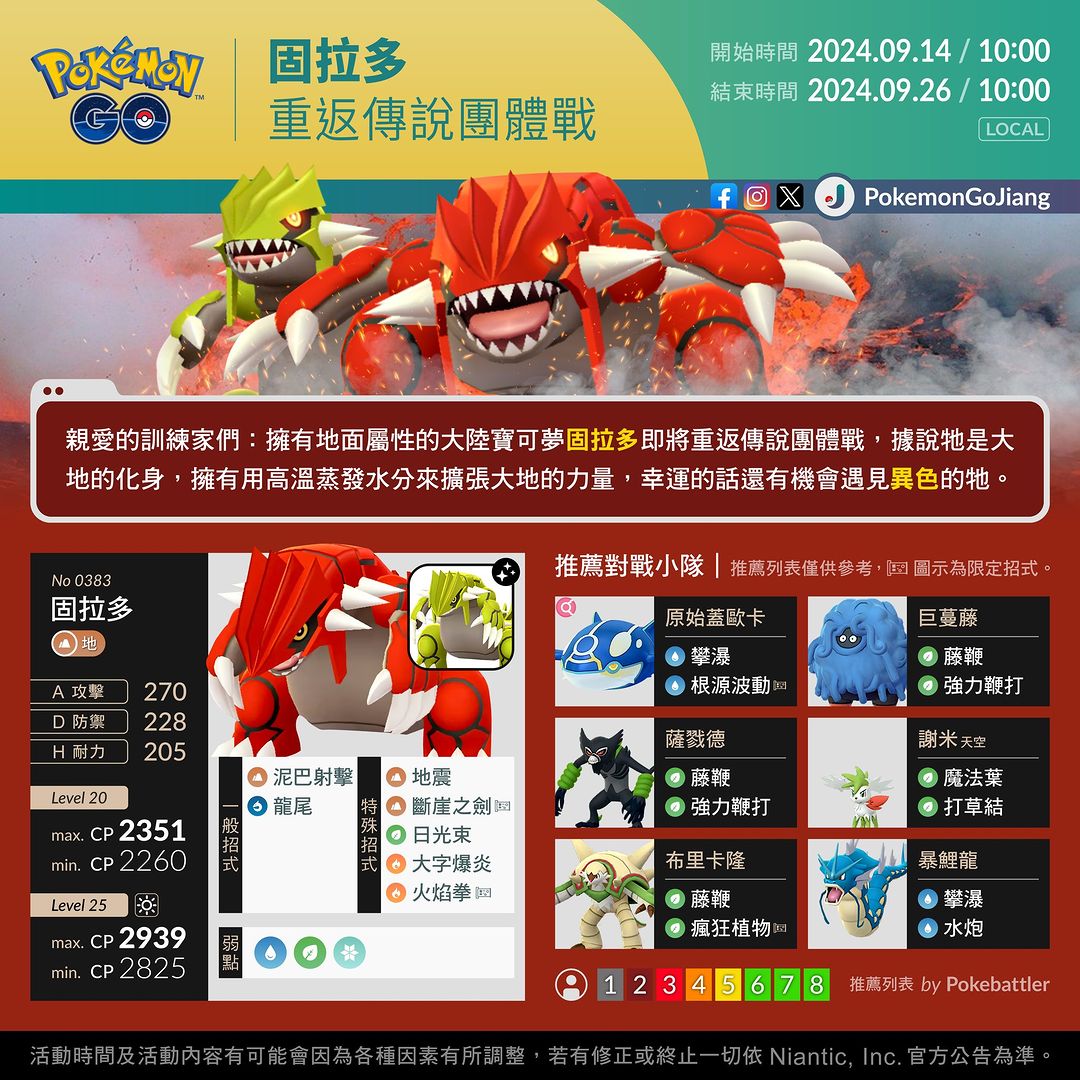 POKÉMON GO
TM
固拉多
重返傳說團體戰
開始時間 2024.09.14 / 10:00
結束時間 2024.09.26 / 10:00
LOCAL
PokemonGoJiang
親愛的訓練家們：擁有地面屬性的大陸寶可夢固拉多即將重返傳說團體戰，據說牠是大
地的化身，擁有用高溫蒸發水分來擴張大地的力量，幸運的話還有機會遇見異色的牠。
No 0383
固拉多
地
A 攻擊 270
D 防禦 228
H 耐力 205
Level 20
max. CP 2351
min. CP 2260
Level 25
max. CP 2939
min. CP 2825
一般招式
泥巴射擊
龍尾
特殊招式
地震
斷崖之劍
日光束
大字爆炎
火焰拳
弱點
推薦對戰小隊｜推薦列表僅供參考，圖示為限定招式。
原始蓋歐卡
攀瀑
根源波動
巨蔓藤
藤鞭
強力鞭打
薩戮德
藤鞭
強力鞭打
謝米 天空
魔法葉
打草結
布里卡隆
藤鞭
瘋狂植物
暴鯉龍
攀瀑
水炮
1 2 3 4 5 6 7 8
推薦列表 by Pokebattler
活動時間及活動內容有可能會因為各種因素有所調整，若有修正或終止一切依 Niantic, Inc. 官方公告為準。